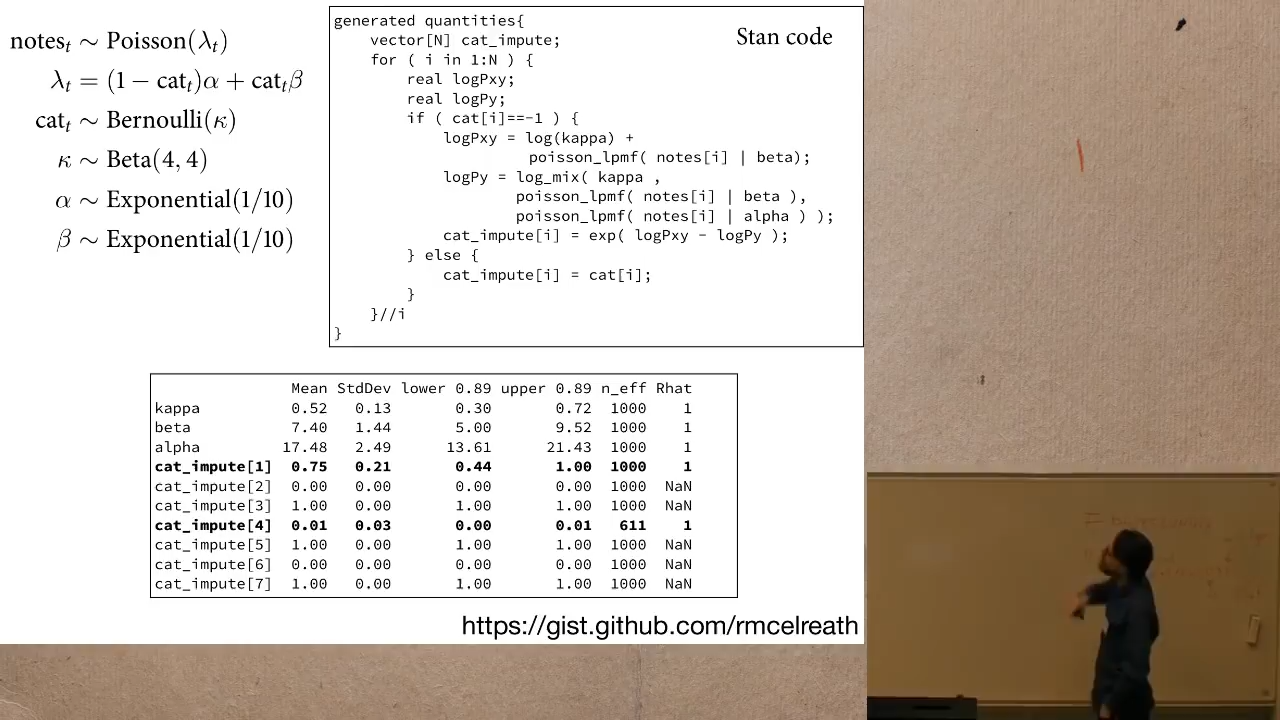 notesₜ ∼ Poisson(λₜ)
λₜ = (1 − catₜ)α + catₜβ
catₜ ∼ Bernoulli(κ)
κ ∼ Beta(4, 4)
α ∼ Exponential(1/10)
β ∼ Exponential(1/10)
Stan code
generated quantities{
vector[N] cat_impute;
for ( i in 1:N ) {
real logPxy;
real logPy;
if ( cat[i]==-1 ) {
logPxy = log(kappa) +
poisson_lpmf( notes[i] | beta);
logPy = log_mix( kappa ,
poisson_lpmf( notes[i] | beta ),
poisson_lpmf( notes[i] | alpha ) );
cat_impute[i] = exp( logPxy - logPy );
} else {
cat_impute[i] = cat[i];
}
}//i
}
Mean StdDev lower 0.89 upper 0.89 n_eff Rhat
kappa 0.52 0.13 0.30 0.72 1000 1
beta 7.40 1.44 5.00 9.52 1000 1
alpha 17.48 2.49 13.61 21.43 1000 1
cat_impute[1] 0.75 0.21 0.44 1.00 1000 1
cat_impute[2] 0.00 0.00 0.00 0.00 1000 NaN
cat_impute[3] 1.00 0.00 1.00 1.00 1000 NaN
cat_impute[4] 0.01 0.03 0.00 0.01 611 1
cat_impute[5] 1.00 0.00 1.00 1.00 1000 NaN
cat_impute[6] 0.00 0.00 0.00 0.00 1000 NaN
cat_impute[7] 1.00 0.00 1.00 1.00 1000 NaN
https://gist.github.com/rmcelreath